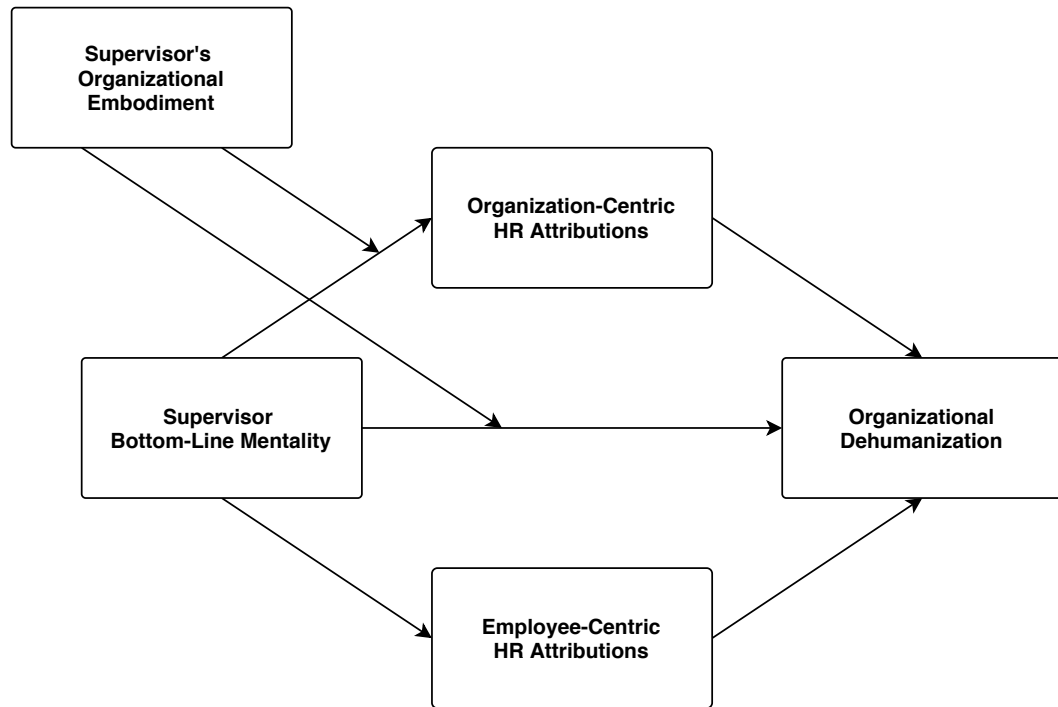 Supervisor's
Organizational
Embodiment
Organization-Centric
HR Attributions
Supervisor
Bottom-Line Mentality
Organizational
Dehumanization
Employee-Centric
HR Attributions